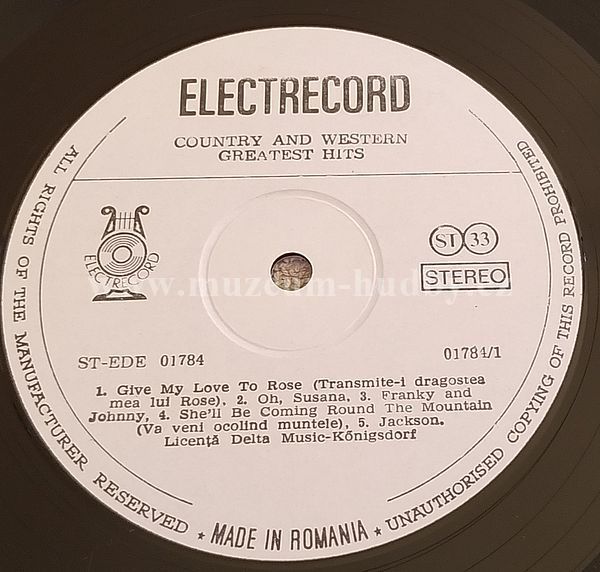 ELECTRECORD
COUNTRY AND WESTERN
GREATEST HITS
ELECTRECORD
ST 33
STEREO
www.muzeum-hudby.cz
ST-EDE 01784
01784/1
1. Give My Love To Rose (Transmite-i dragostea
mea lui Rose), 2. Oh, Susana, 3. Franky and
Johnny, 4. She'll Be Coming Round The Mountain
(Va veni ocolind muntele), 5. Jackson.
Licență Delta Music-Kőnigsdorf
ALL RIGHTS OF THE MANUFACTURER RESERVED ★ MADE IN ROMANIA ★ UNAUTHORISED COPYING OF THIS RECORD PROHIBITED